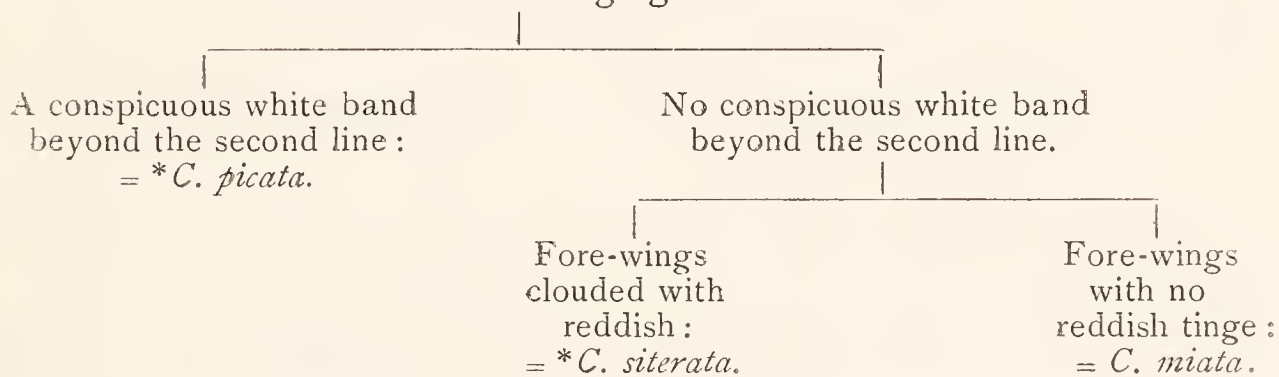 A conspicuous white band
beyond the second line :
= * C. picata.
No conspicuous white band
beyond the second line.
Fore-wings
clouded with
reddish :
= * C. siterata.
Fore-wings
with no
reddish tinge :
= C. miata.